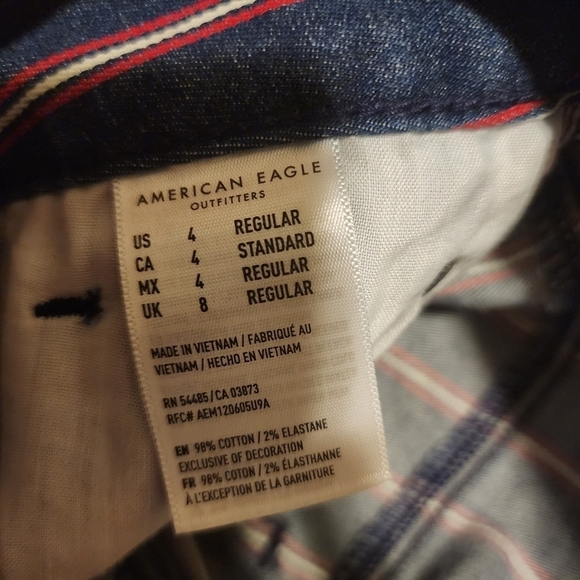 AMERICAN EAGLE
OUTFITTERS
US 4 REGULAR
CA 4 STANDARD
MX 4 REGULAR
UK 8 REGULAR
MADE IN VIETNAM / FABRIQUÉ AU
VIETNAM / HECHO EN VIETNAM
RN 54485 / CA 03873
RFC# AEM120605U9A
EN 98% COTTON / 2% ELASTANE
EXCLUSIVE OF DECORATION
FR 98% COTON / 2% ÉLASTHANNE
À L'EXCEPTION DE LA GARNITURE